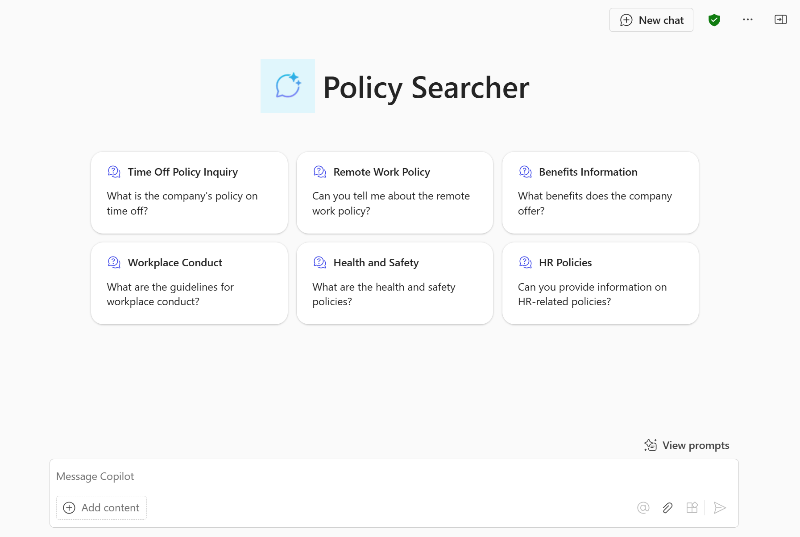 New chat
Policy Searcher
Time Off Policy Inquiry
What is the company's policy on
time off?
Remote Work Policy
Can you tell me about the remote
work policy?
Benefits Information
What benefits does the company
offer?
Workplace Conduct
What are the guidelines for
workplace conduct?
Health and Safety
What are the health and safety
policies?
HR Policies
Can you provide information on
HR-related policies?
View prompts
Message Copilot
Add content